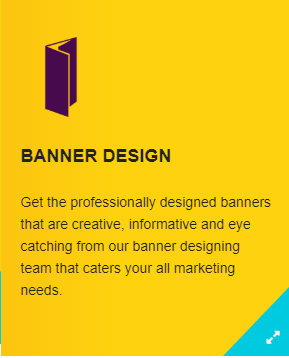 BANNER DESIGN
Get the professionally designed banners
that are creative, informative and eye
catching from our banner designing
team that caters your all marketing
needs.